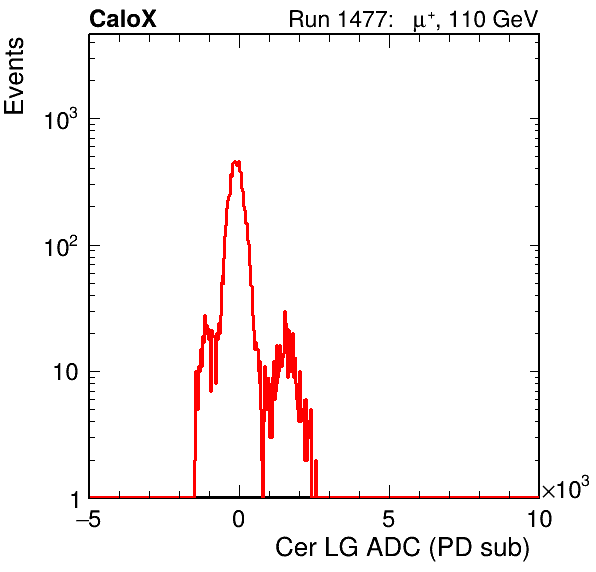 CaloX Run 1477: μ⁺, 110 GeV
Events
10³
10²
10
1
−5 0 5 10
×10³
Cer LG ADC (PD sub)